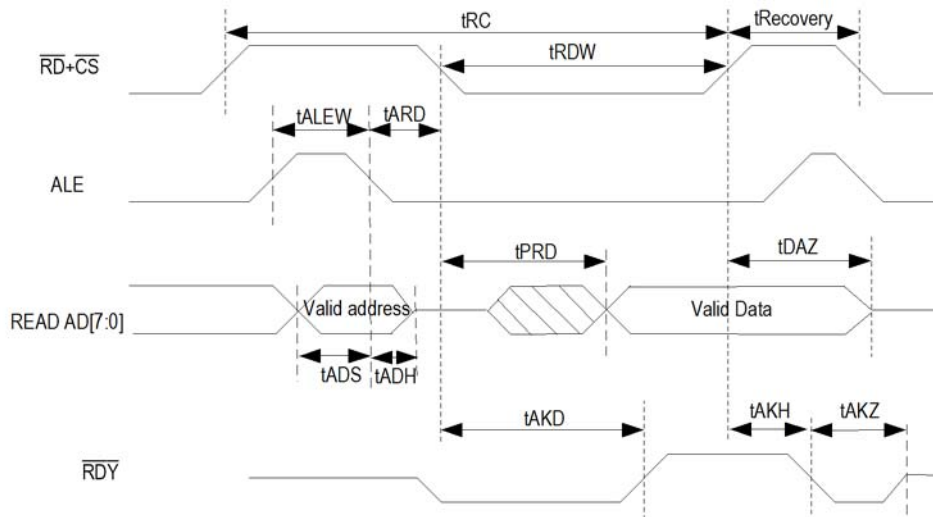 tRC
tRecovery
RD+CS
tRDW
tALEW
tARD
ALE
tPRD
tDAZ
READ AD[7:0]
Valid address
Valid Data
tADS
tADH
tAKD
tAKH
tAKZ
RDY